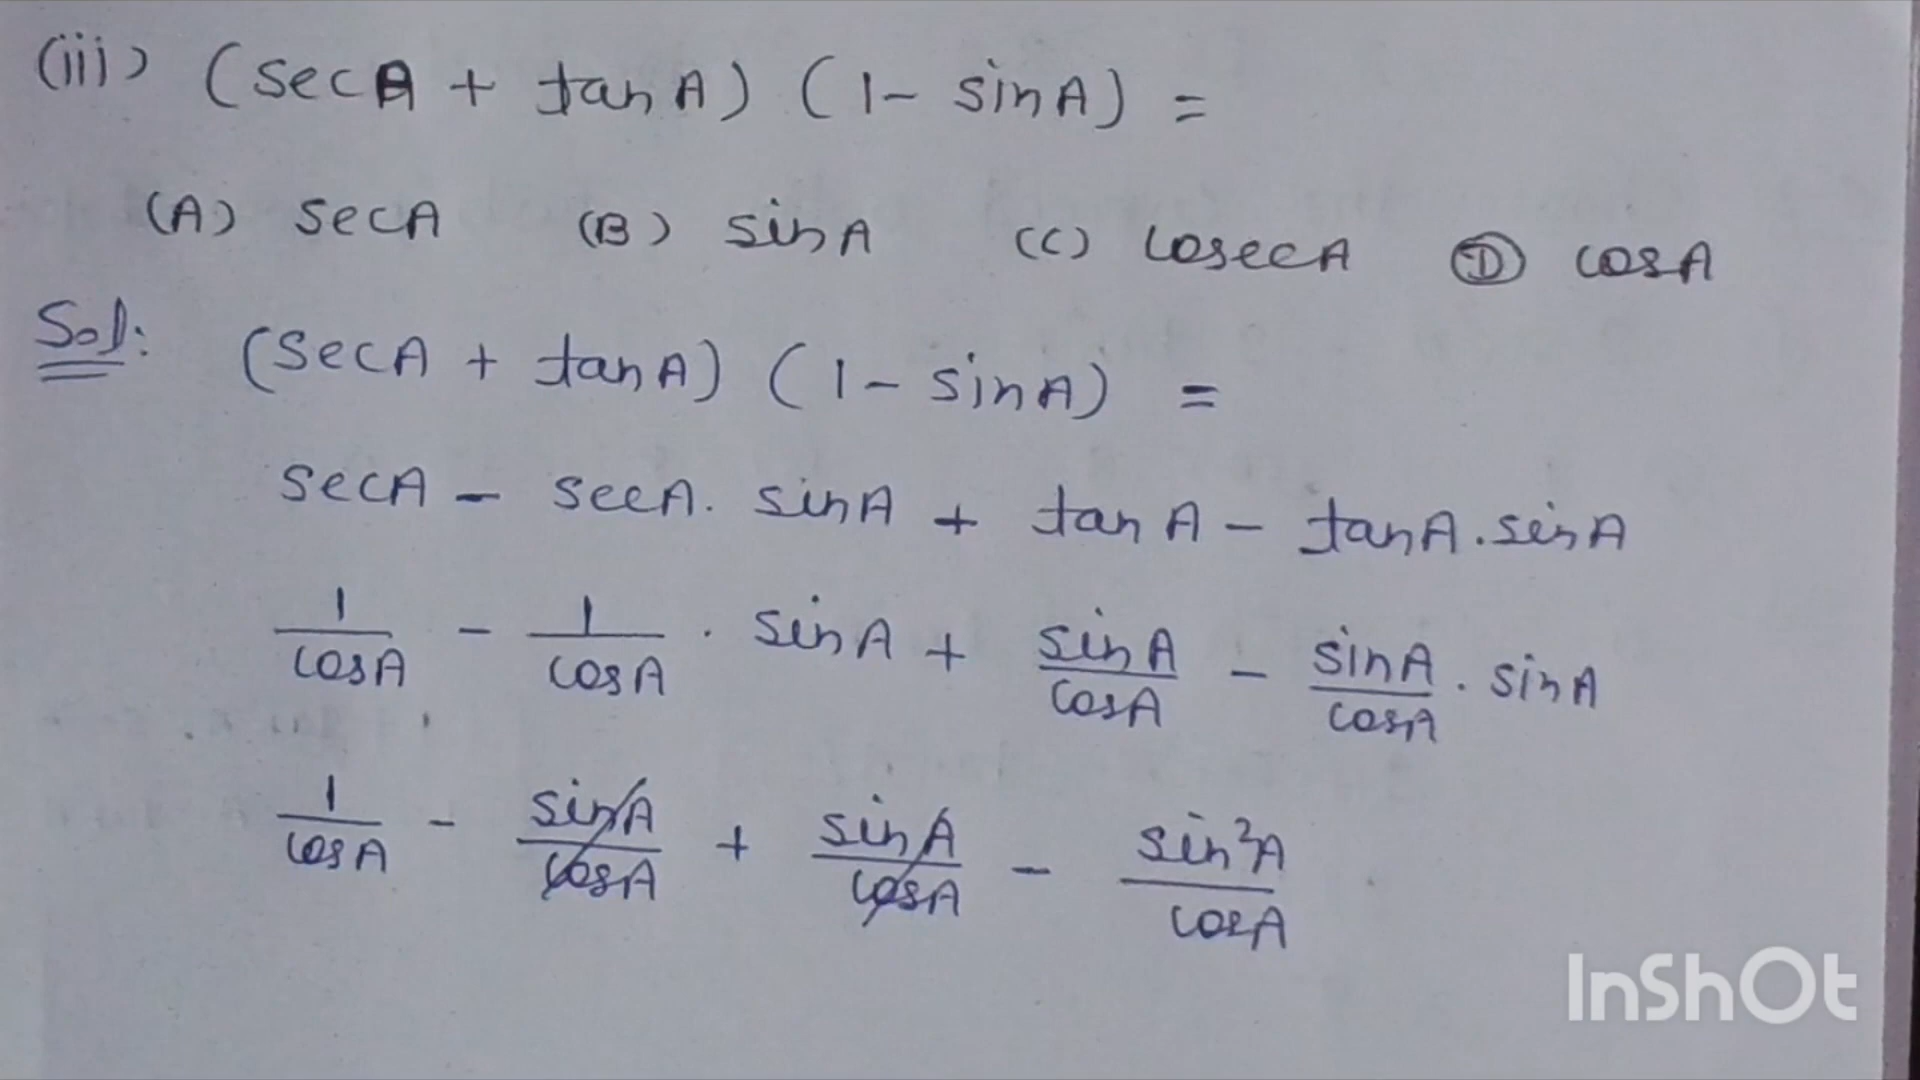 (iii) (secA + tanA) (1 - sinA) =
(A) secA (B) sinA (C) cosecA (D) cosA
Sol: (secA + tanA) (1 - sinA) =
secA - secA. sinA + tanA - tanA.sinA
1/cosA - 1/cosA . sinA + sinA/cosA - sinA/cosA . sinA
1/cosA - sinA/cosA + sinA/cosA - sin²A/cosA
InShOt